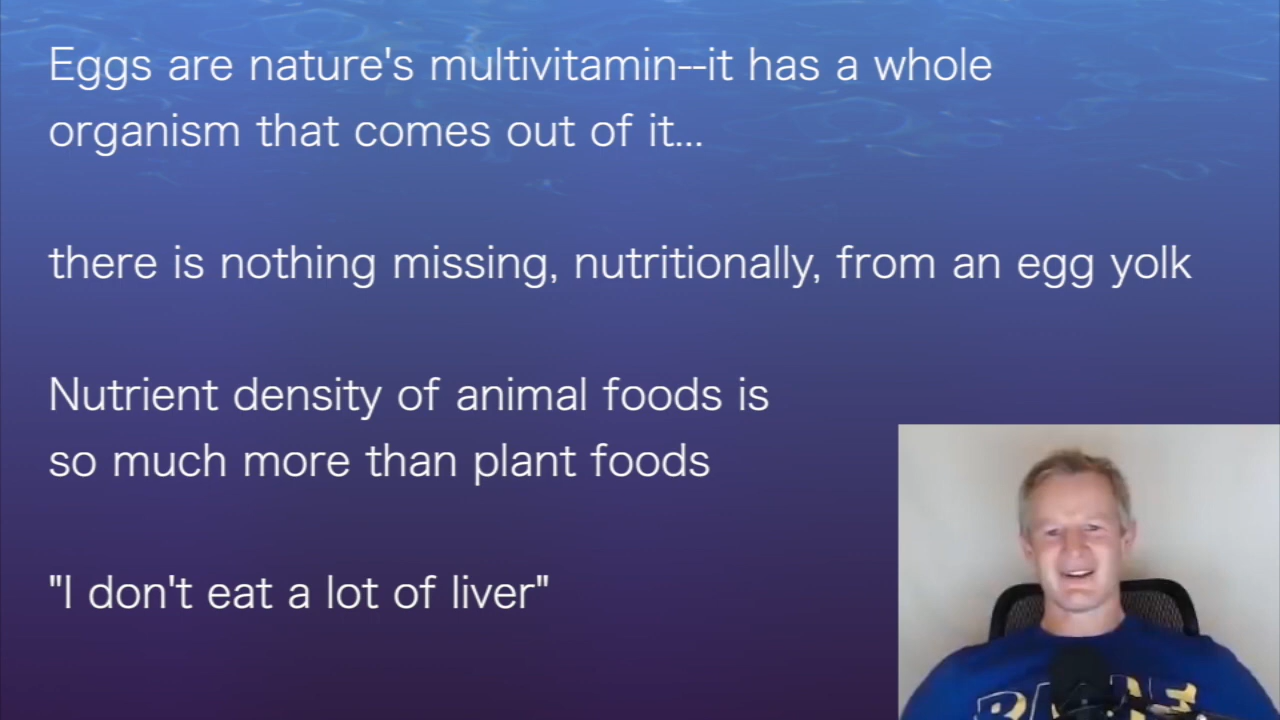 Eggs are nature's multivitamin--it has a whole
organism that comes out of it...
there is nothing missing, nutritionally, from an egg yolk
Nutrient density of animal foods is
so much more than plant foods
"I don't eat a lot of liver"